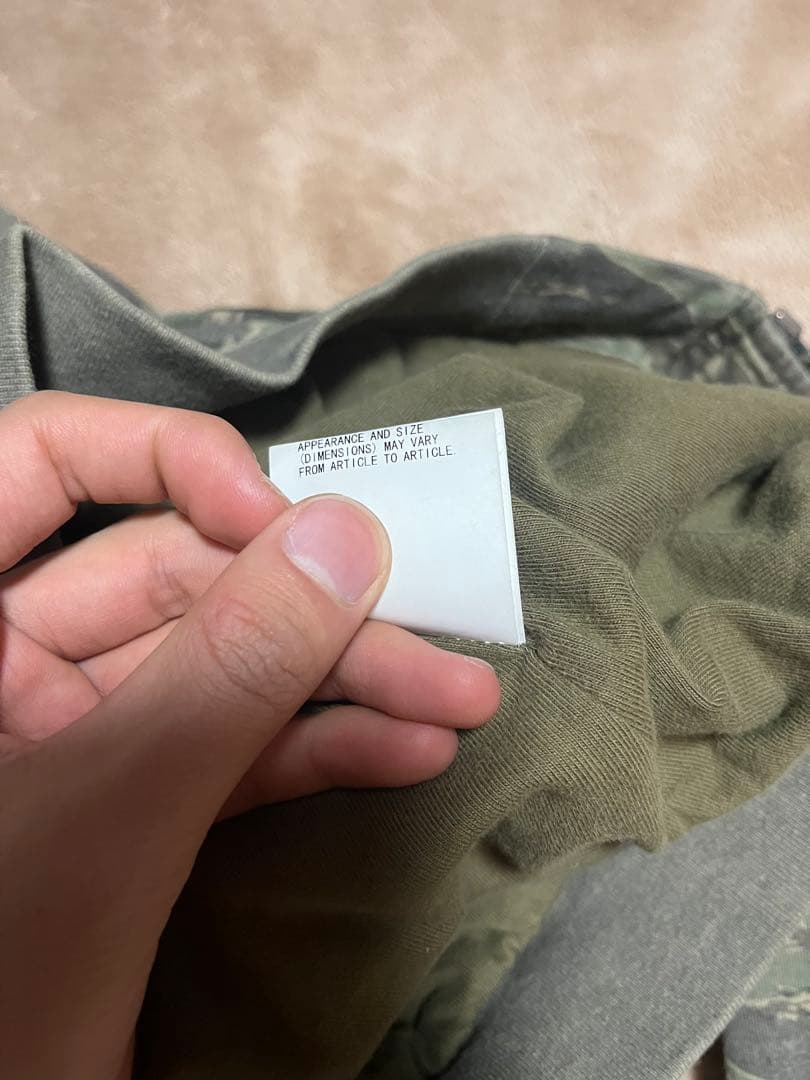 APPEARANCE AND SIZE
(DIMENSIONS) MAY VARY
FROM ARTICLE TO ARTICLE.